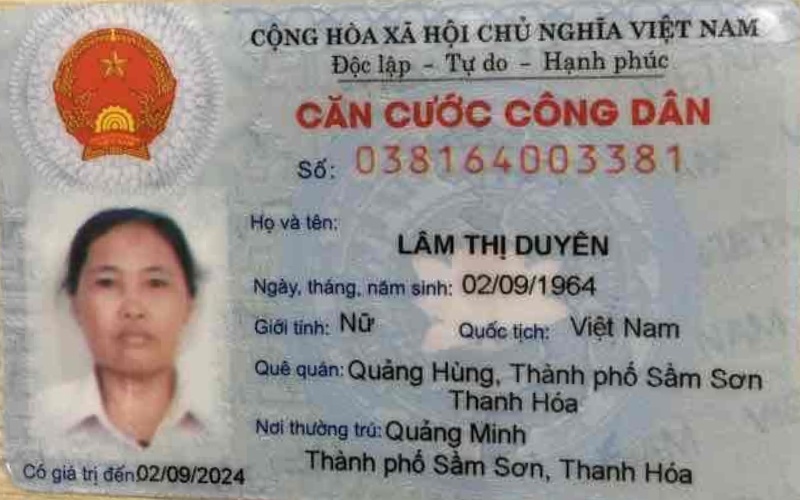 CỘNG HÒA XÃ HỘI CHỦ NGHĨA VIỆT NAM
Độc lập - Tự do - Hạnh phúc
CĂN CƯỚC CÔNG DÂN
Số: 038164003381
Họ và tên:
LÂM THỊ DUYÊN
Ngày, tháng, năm sinh: 02/09/1964
Giới tính: Nữ Quốc tịch: Việt Nam
Quê quán: Quảng Hùng, Thành phố Sầm Sơn
Thanh Hóa
Nơi thường trú: Quảng Minh
Thành phố Sầm Sơn, Thanh Hóa
Có giá trị đến: 02/09/2024